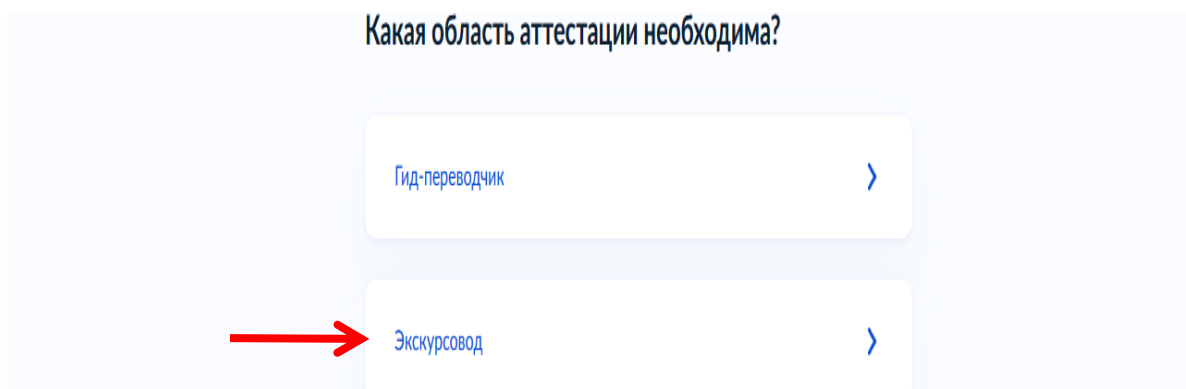 Какая область аттестации необходима?
Гид-переводчик
Экскурсовод